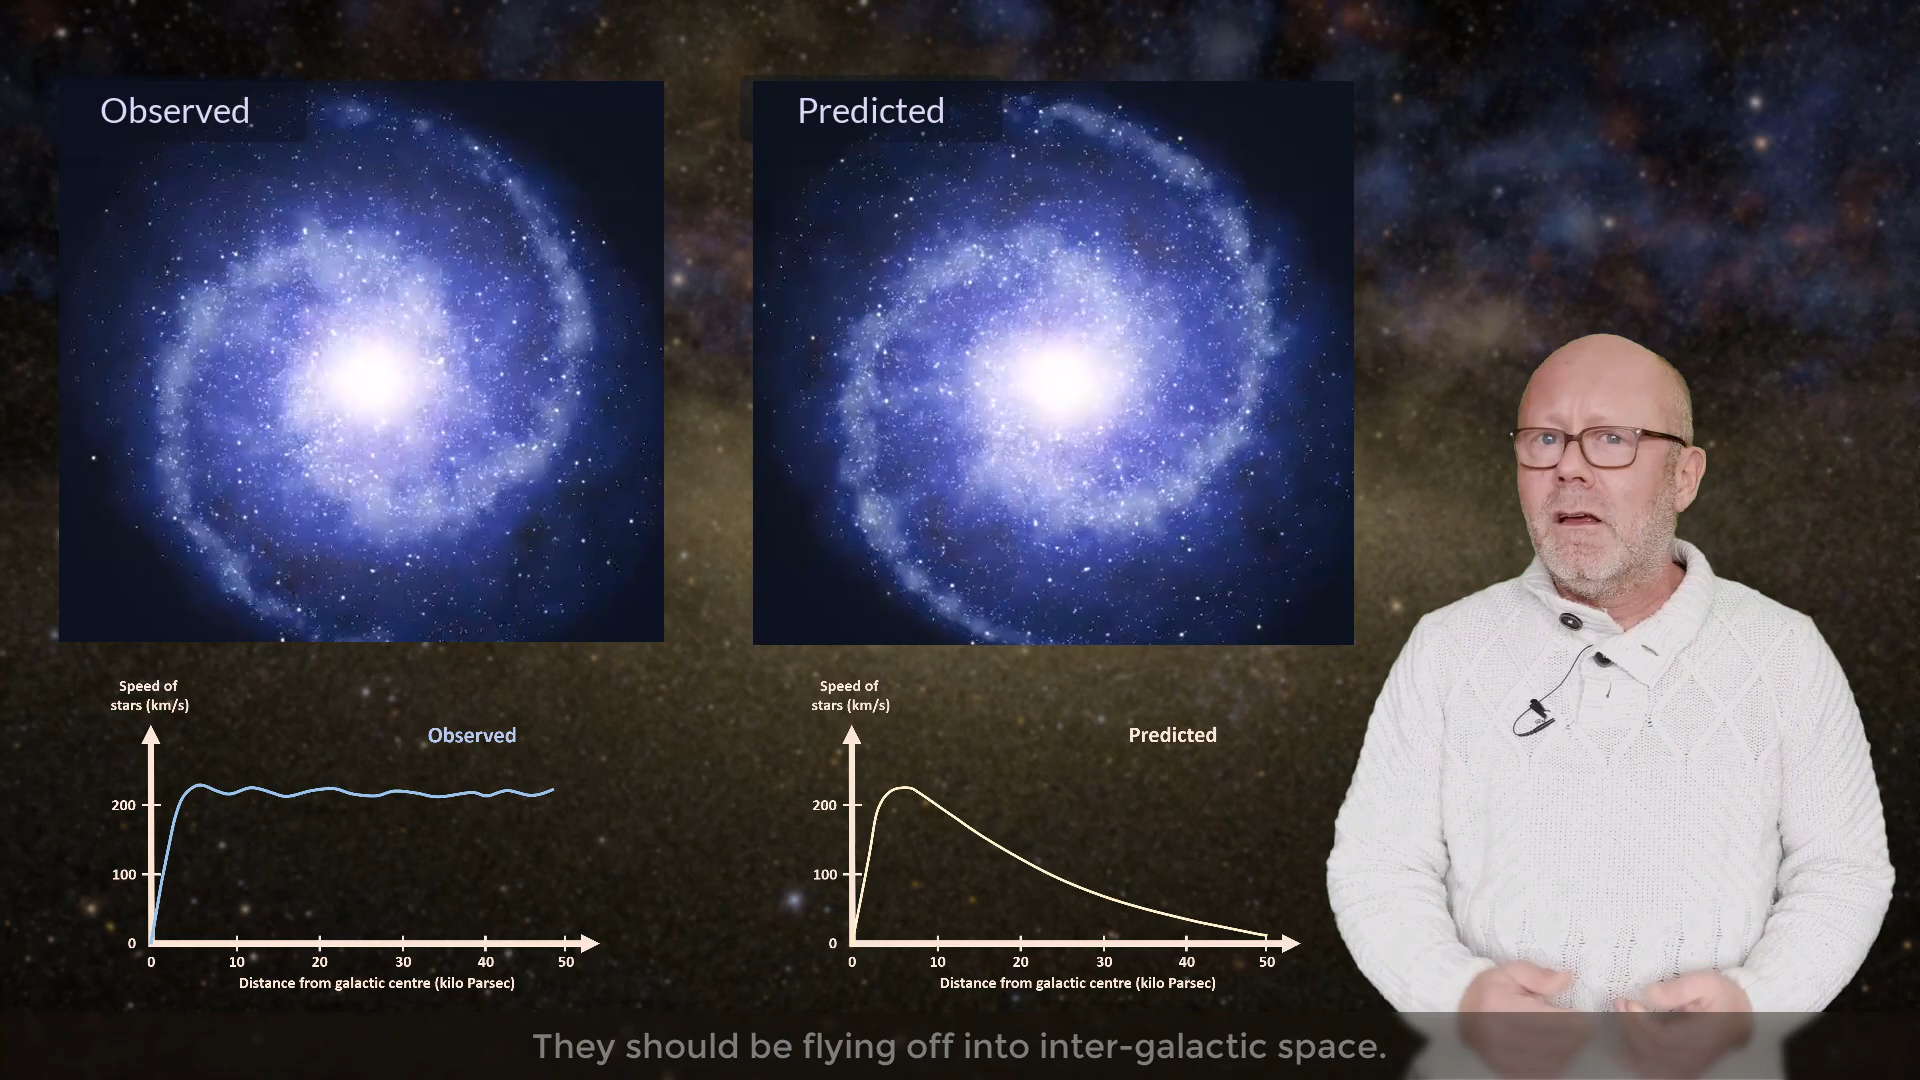 Observed
Predicted
Speed of
stars (km/s)
Observed
200
100
0
0 10 20 30 40 50
Distance from galactic centre (kilo Parsec)
Speed of
stars (km/s)
Predicted
200
100
0
0 10 20 30 40 50
Distance from galactic centre (kilo Parsec)
They should be flying off into inter-galactic space.